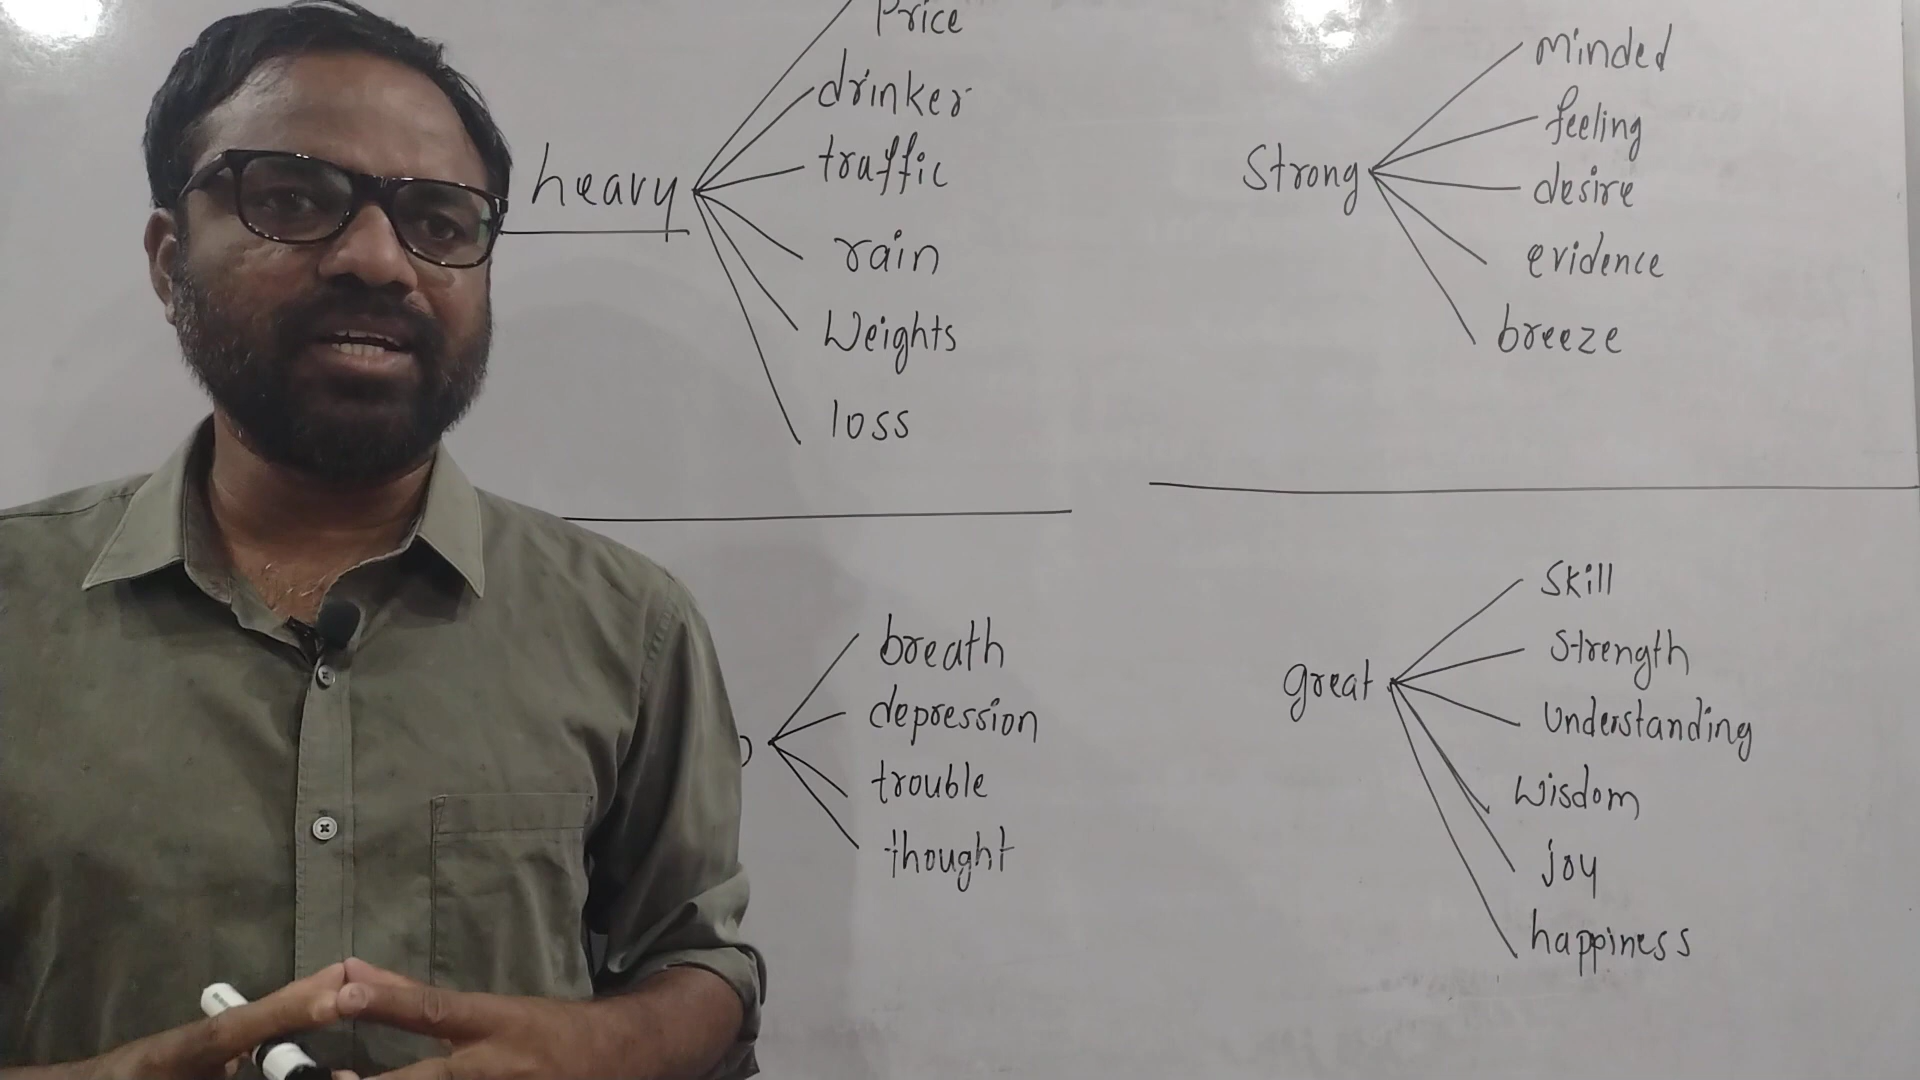 heavy
Price
drinker
traffic
rain
Weights
loss
Strong
minded
feeling
desire
evidence
breeze
breath
depression
trouble
thought
great
Skill
Strength
Understanding
Wisdom
joy
happiness